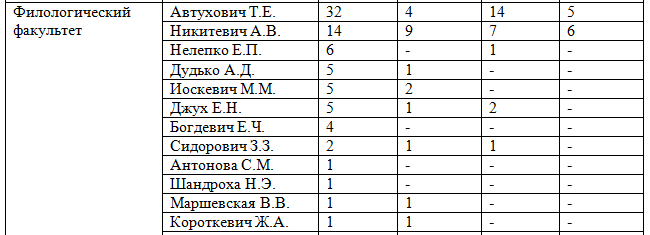 Филологический факультет Автухович Т.Е. 32 4 14 5
Никитевич А.В. 14 9 7 6
Нелепко Е.П. 6 - 1 -
Дудько А.Д. 5 1 - -
Иоскевич М.М. 5 2 - -
Джух Е.Н. 5 1 2 -
Богдевич Е.Ч. 4 - - -
Сидорович З.З. 2 1 1 -
Антонова С.М. 1 - - -
Шандроха Н.Э. 1 - - -
Маршевская В.В. 1 1 - -
Короткевич Ж.А. 1 1 - -